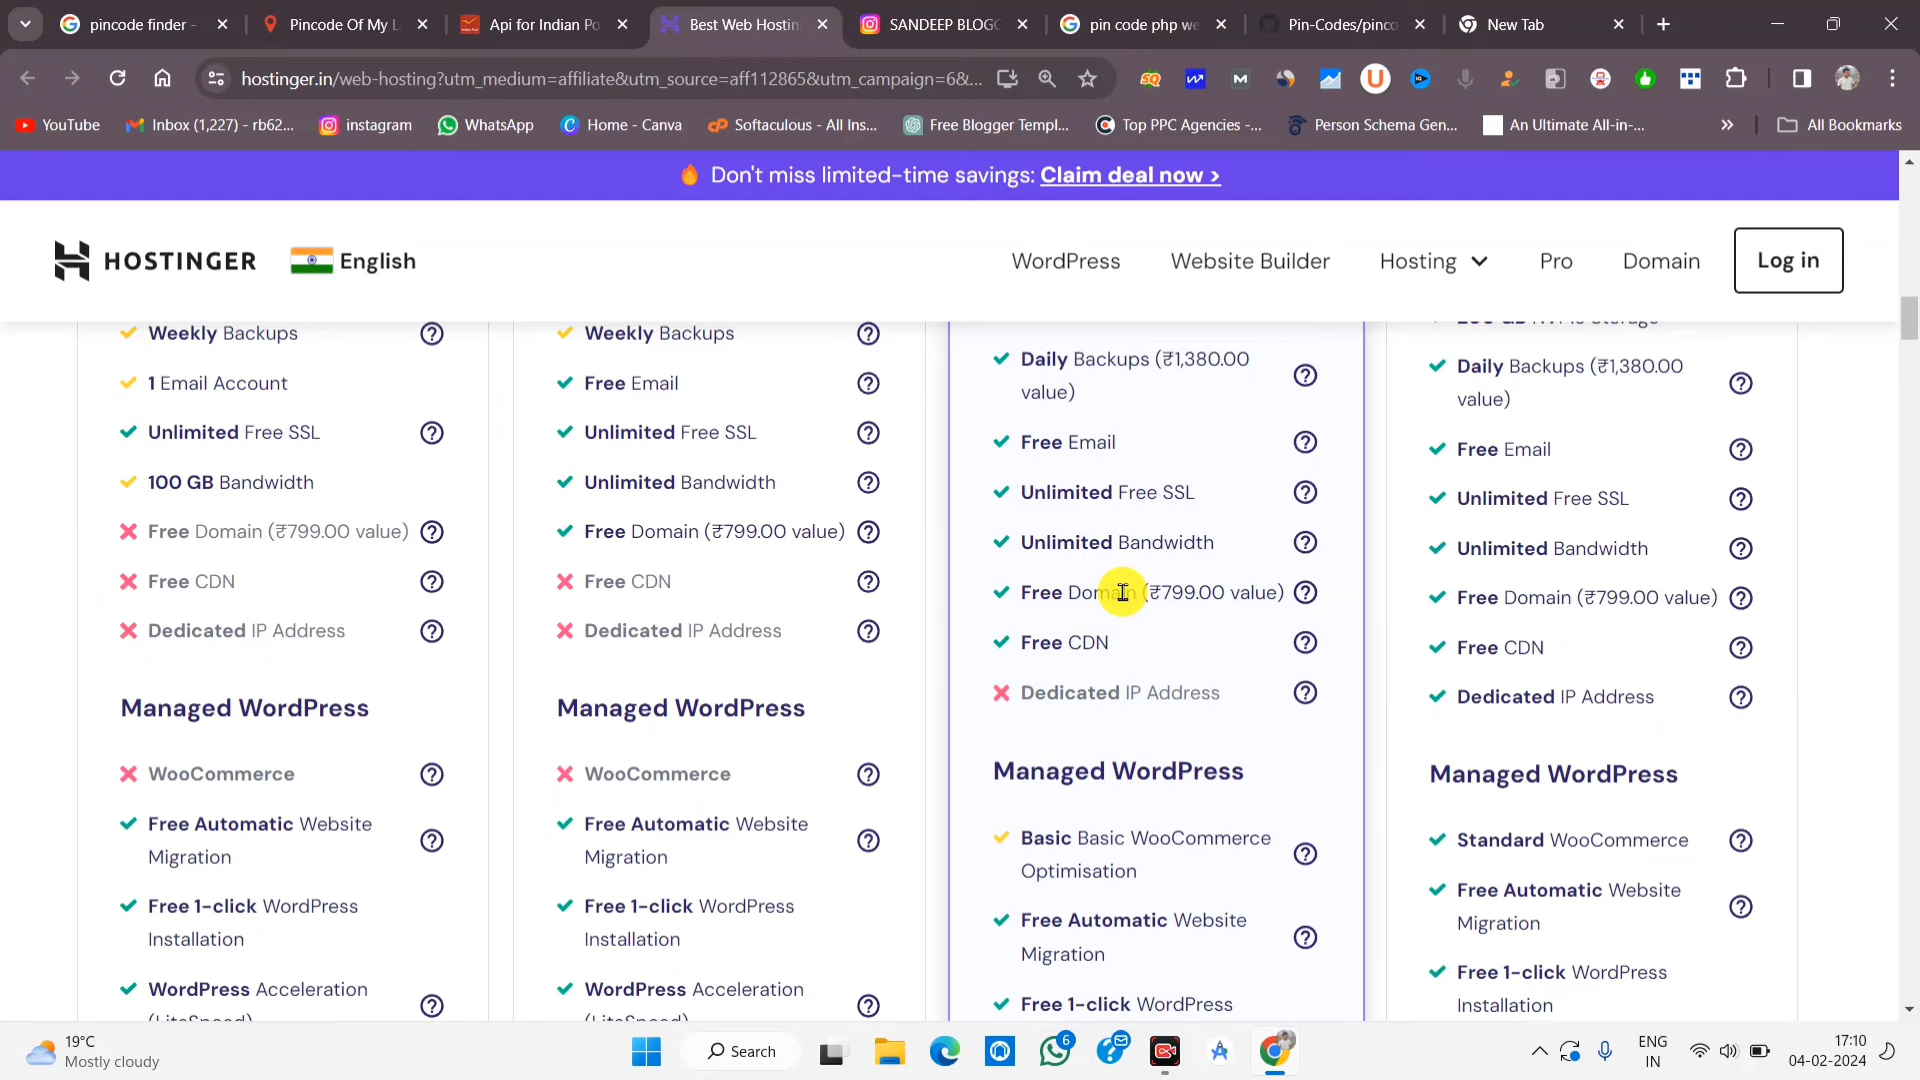 pincode finder -
Pincode Of My L
Api for Indian Po
Best Web Hostin
SANDEEP BLOGG
pin code php we
Pin-Codes/pinco
New Tab
hostinger.in/web-hosting?utm_medium=affiliate&utm_source=aff112865&utm_campaign=6&...
YouTube
Inbox (1,227) - rb62...
instagram
WhatsApp
Home - Canva
Softaculous - All Ins...
Free Blogger Templ...
Top PPC Agencies -...
Person Schema Gen...
An Ultimate All-in-...
All Bookmarks
Don't miss limited-time savings: Claim deal now >
HOSTINGER
English
WordPress
Website Builder
Hosting
Pro
Domain
Log in
Weekly Backups
1 Email Account
Unlimited Free SSL
100 GB Bandwidth
Free Domain (₹799.00 value)
Free CDN
Dedicated IP Address
Managed WordPress
WooCommerce
Free Automatic Website
Migration
Free 1-click WordPress
Installation
WordPress Acceleration
(LiteSpeed)
Weekly Backups
Free Email
Unlimited Free SSL
Unlimited Bandwidth
Free Domain (₹799.00 value)
Free CDN
Dedicated IP Address
Managed WordPress
WooCommerce
Free Automatic Website
Migration
Free 1-click WordPress
Installation
WordPress Acceleration
(LiteSpeed)
Daily Backups (₹1,380.00
value)
Free Email
Unlimited Free SSL
Unlimited Bandwidth
Free Domain (₹799.00 value)
Free CDN
Dedicated IP Address
Managed WordPress
Basic Basic WooCommerce
Optimisation
Free Automatic Website
Migration
Free 1-click WordPress
Daily Backups (₹1,380.00
value)
Free Email
Unlimited Free SSL
Unlimited Bandwidth
Free Domain (₹799.00 value)
Free CDN
Dedicated IP Address
Managed WordPress
Standard WooCommerce
Free Automatic Website
Migration
Free 1-click WordPress
Installation
19°C
Mostly cloudy
Search
6
ENG
IN
17:10
04-02-2024